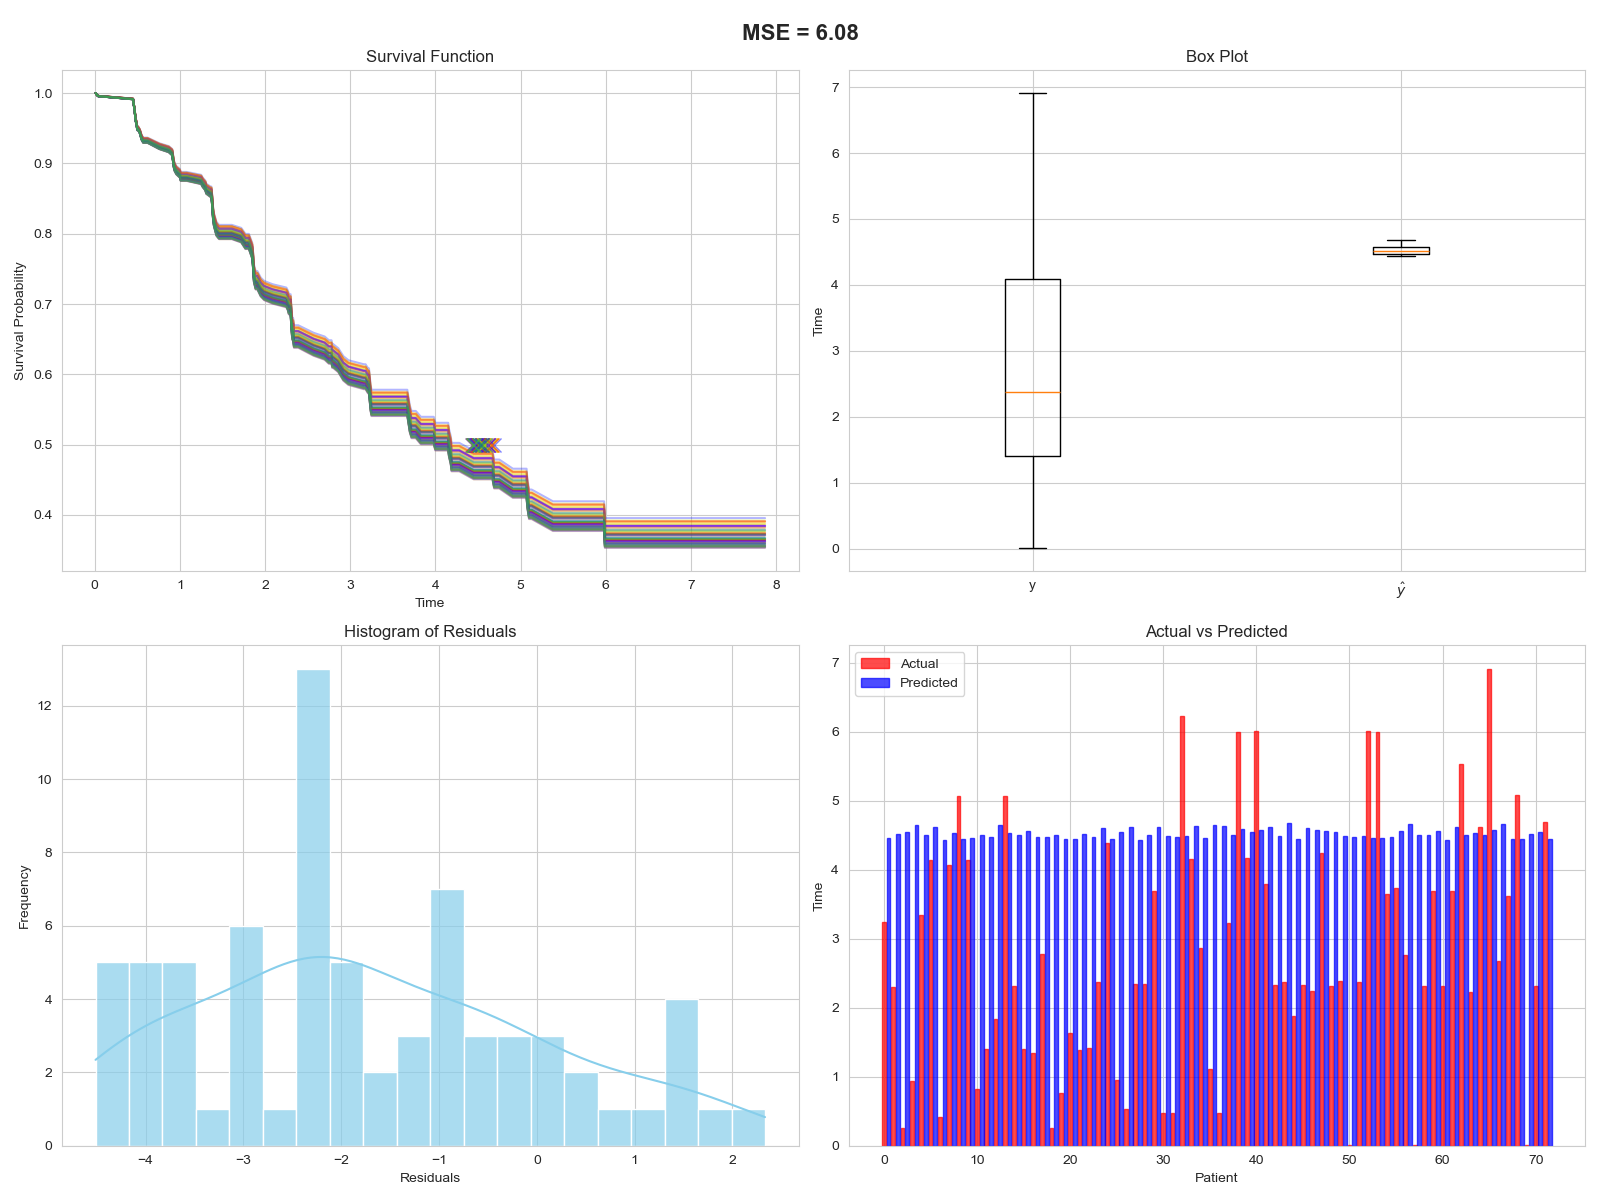 MSE = 6.08
Survival Function
Survival Probability
1.0
0.9
0.8
0.7
0.6
0.5
0.4
0 1 2 3 4 5 6 7 8
Time
Box Plot
Time
7
6
5
4
3
2
1
0
y ŷ
Histogram of Residuals
Frequency
12
10
8
6
4
2
0
−4 −3 −2 −1 0 1 2
Residuals
Actual vs Predicted
Actual
Predicted
Time
7
6
5
4
3
2
1
0
0 10 20 30 40 50 60 70
Patient